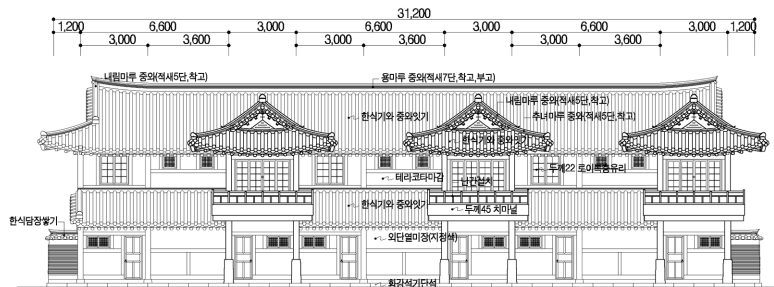 31,200
1,200 6,600 3,000 6,600 3,000 6,600 3,000 1,200
3,000 3,600 3,000 3,600 3,000 3,600
내림마루 중와(적새5단,착고)
용마루 중와(적새7단,착고,부고)
내림마루 중와(적새5단,착고)
한식기와 중와잇기
추녀마루 중와(적새5단,착고)
한식기와 중와잇기
두께22 로이복층유리
테라코타마감
난간설치
한식기와 중와잇기
두께45 치마널
한식담장쌓기
외단열미장(지정색)
화강석기단석